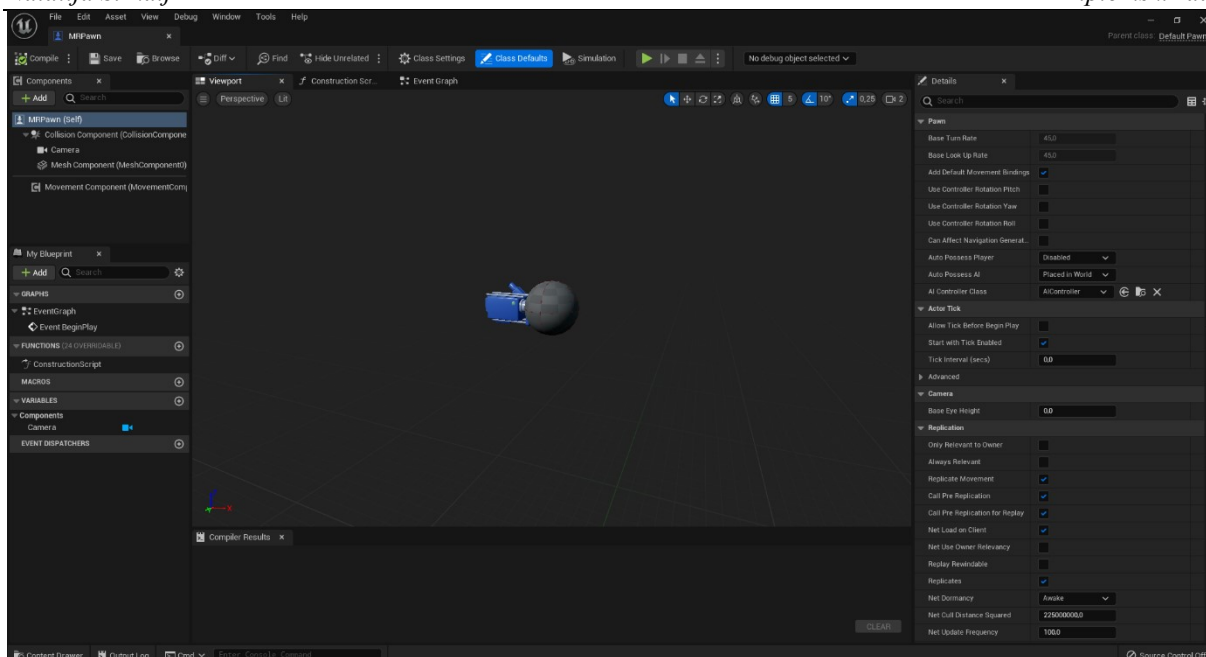 File Edit Asset View Debug Window Tools Help
MRPawn
Parent class: Default Pawn
Compile Save Browse Diff Find Hide Unrelated Class Settings Class Defaults Simulation No debug object selected
Components
+ Add Search
MRPawn (Self)
Collision Component (CollisionCompone
Camera
Mesh Component (MeshComponent0)
Movement Component (MovementComp
My Blueprint
+ Add Search
GRAPHS
EventGraph
Event BeginPlay
FUNCTIONS (24 OVERRIDABLE)
ConstructionScript
MACROS
VARIABLES
Components
Camera
EVENT DISPATCHERS
Viewport Construction Scr... Event Graph
Perspective Lit 5 10° 0,25 2
X
Compiler Results
CLEAR
Details
Search
Pawn
Base Turn Rate 45,0
Base Look Up Rate 45,0
Add Default Movement Bindings
Use Controller Rotation Pitch
Use Controller Rotation Yaw
Use Controller Rotation Roll
Can Affect Navigation Generat...
Auto Possess Player Disabled
Auto Possess AI Placed in World
AI Controller Class AIController
Actor Tick
Allow Tick Before Begin Play
Start with Tick Enabled
Tick Interval (secs) 0,0
Advanced
Camera
Base Eye Height 0,0
Replication
Only Relevant to Owner
Always Relevant
Replicate Movement
Call Pre Replication
Call Pre Replication for Replay
Net Load on Client
Net Use Owner Relevancy
Replay Rewindable
Replicates
Net Dormancy Awake
Net Cull Distance Squared 225000000,0
Net Update Frequency 100,0
Content Drawer Output Log Cmd Enter Console Command Source Control Off